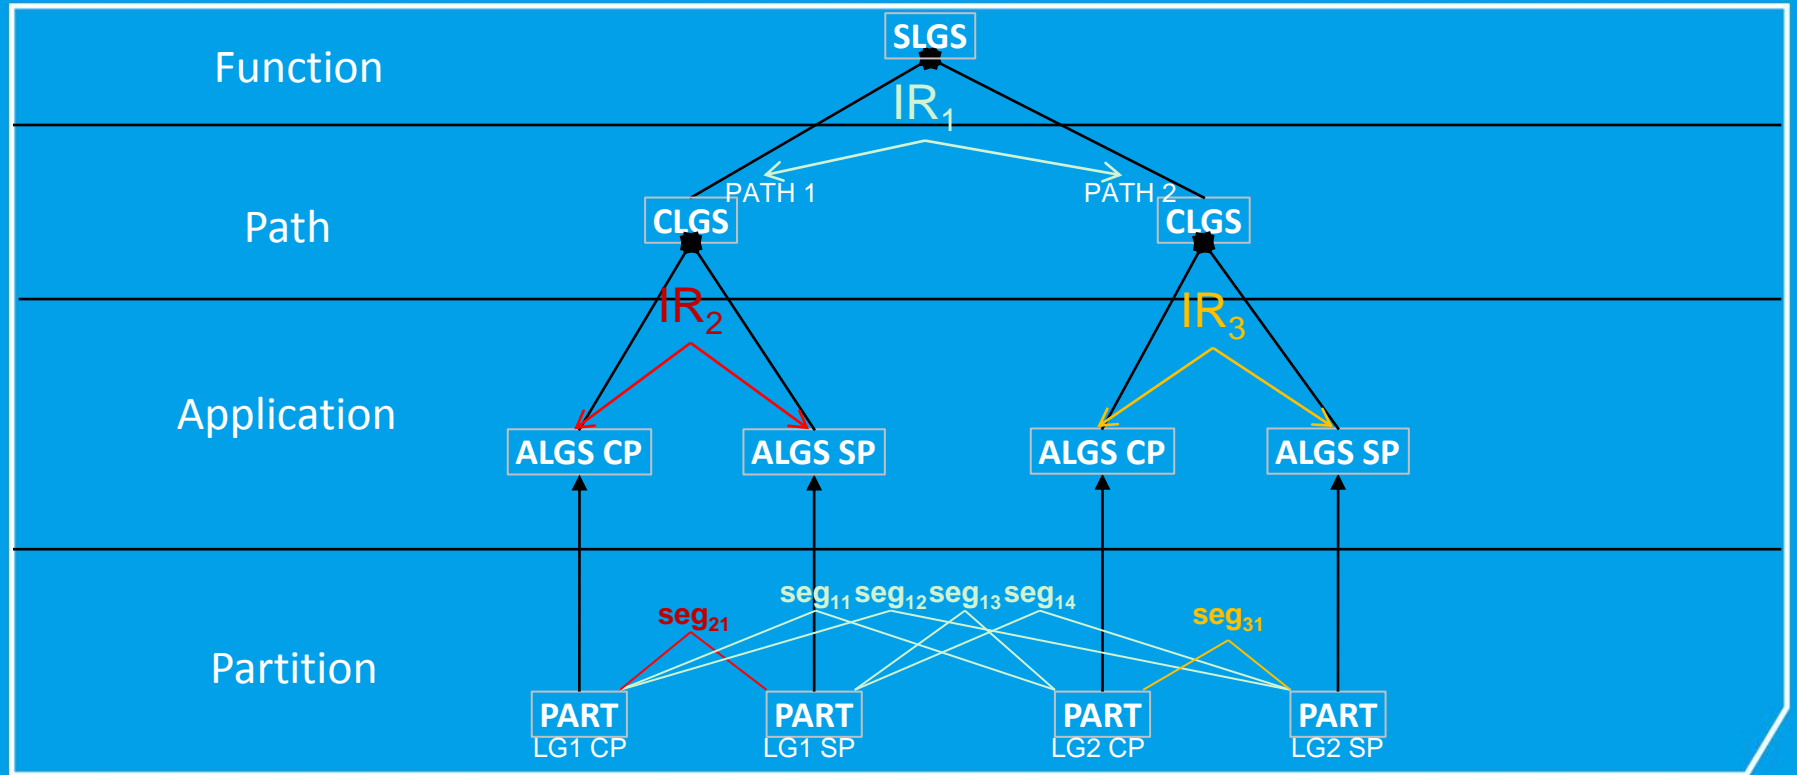 SLGS
Function
IR1
PATH 1
PATH 2
CLGS
CLGS
Path
IR2
IR3
Application
ALGS CP
ALGS SP
ALGS CP
ALGS SP
seg11 seg12 seg13 seg14
seg21
seg31
Partition
PART
PART
PART
PART
LG1 CP
LG1 SP
LG2 CP
LG2 SP